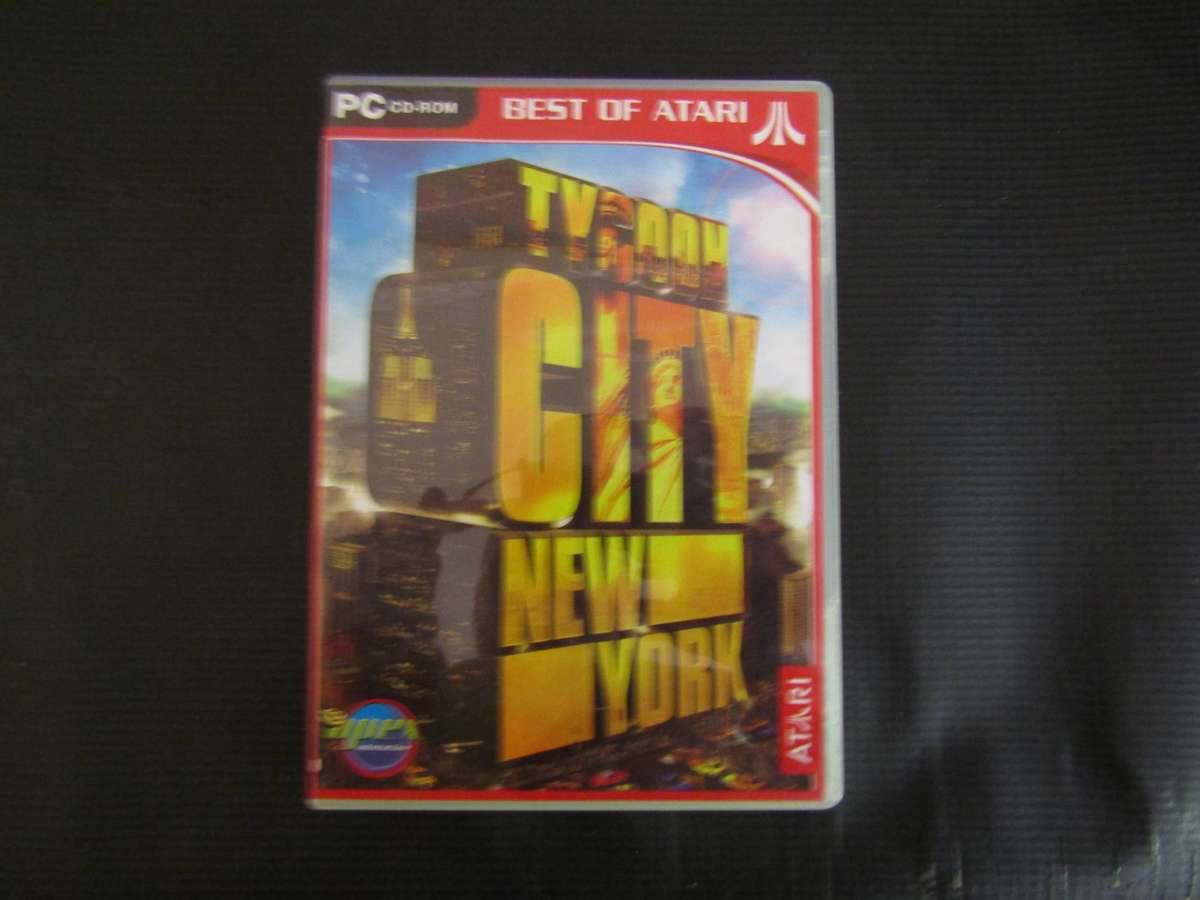 PC CD-ROM
BEST OF ATARI
TYCOON
CITY
NEW
YORK
ATARI